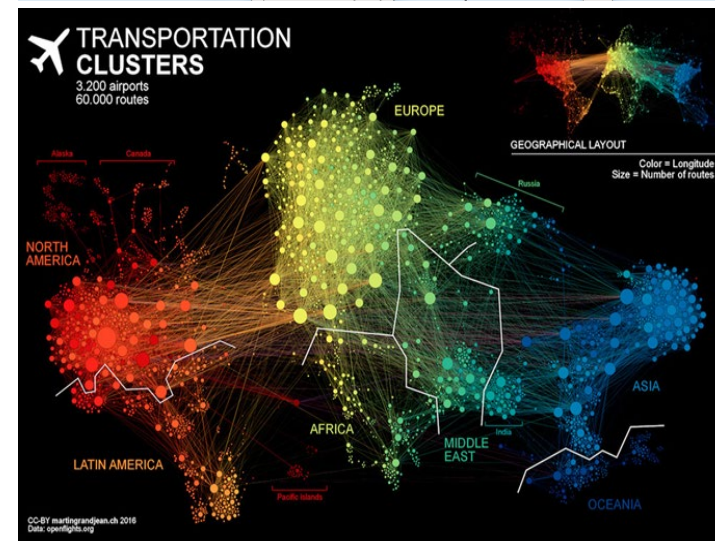 TRANSPORTATION
CLUSTERS
3.200 airports
60.000 routes
EUROPE
GEOGRAPHICAL LAYOUT
Color = Longitude
Size = Number of routes
Alaska
Canada
Russia
NORTH
AMERICA
ASIA
AFRICA
India
MIDDLE
EAST
LATIN AMERICA
Pacific Islands
OCEANIA
CC-BY martingrandjean.ch 2016
Data: openflights.org